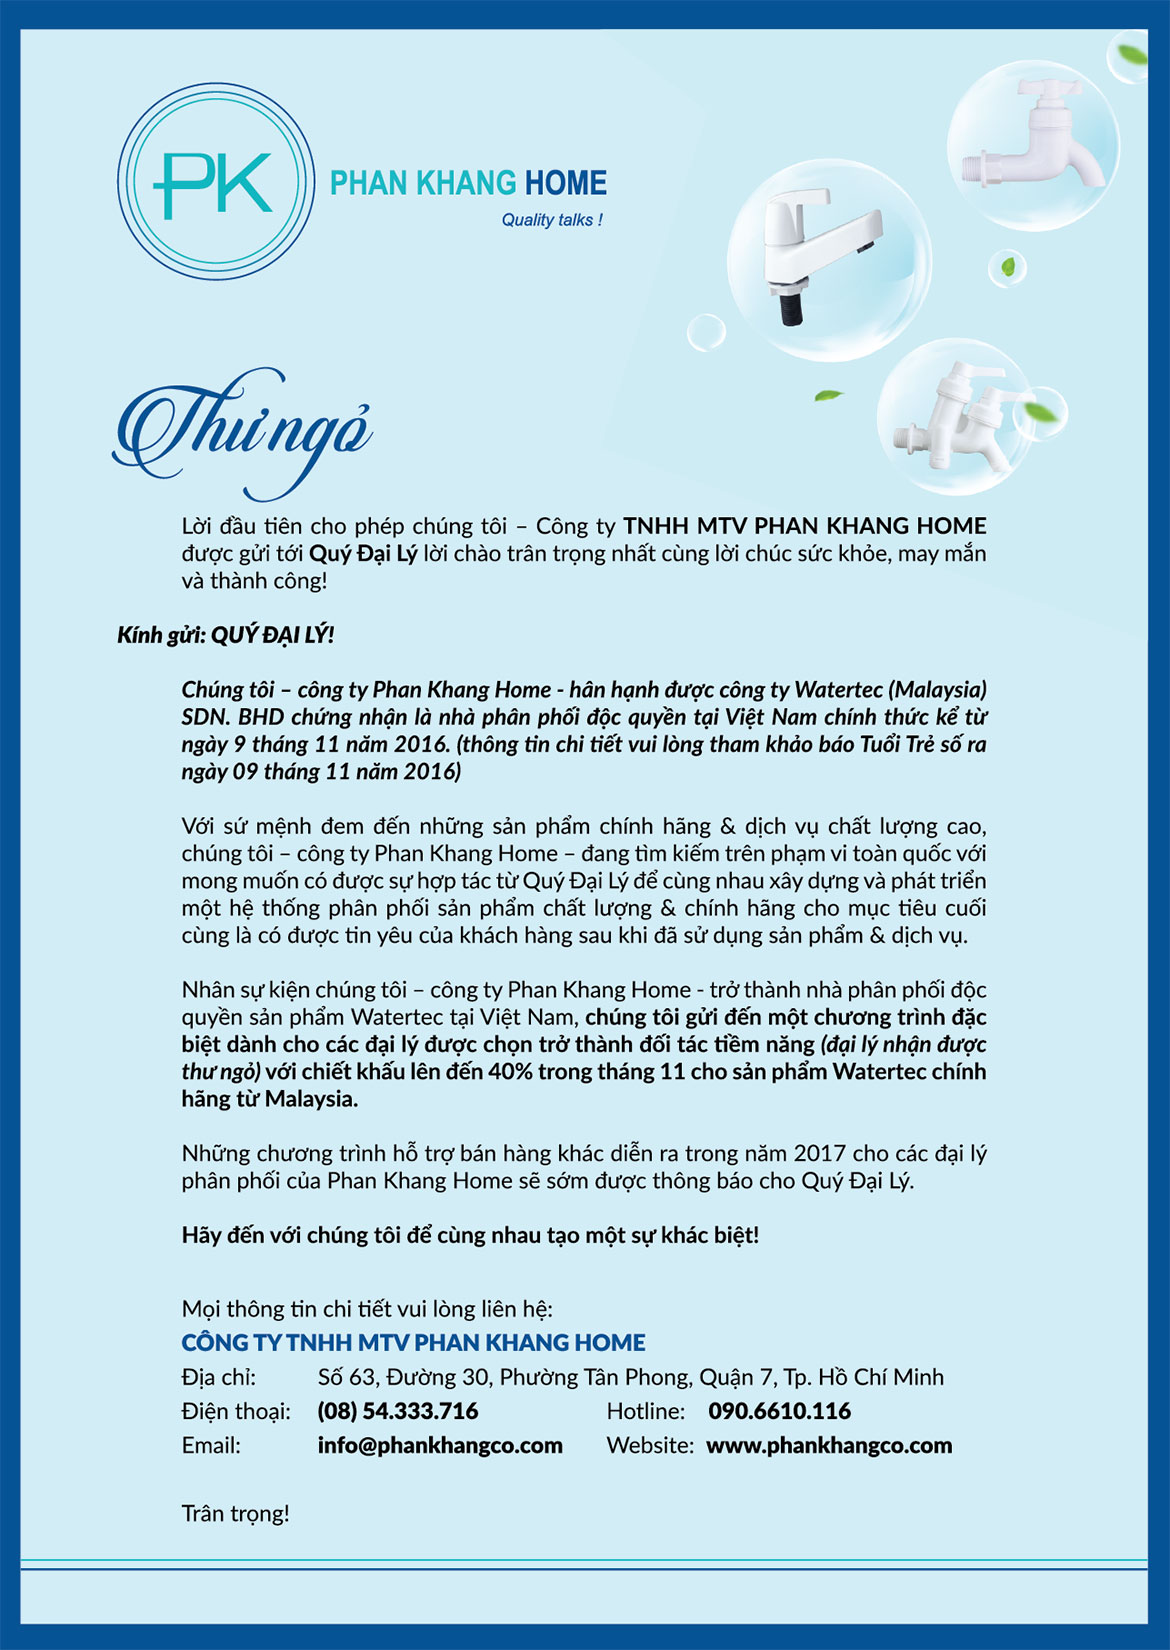 PK
PHAN KHANG HOME
Quality talks !
Thư ngỏ
Lời đầu tiên cho phép chúng tôi – Công ty TNHH MTV PHAN KHANG HOME
được gửi tới Quý Đại Lý lời chào trân trọng nhất cùng lời chúc sức khỏe, may mắn
và thành công!
Kính gửi: QUÝ ĐẠI LÝ!
Chúng tôi – công ty Phan Khang Home - hân hạnh được công ty Watertec (Malaysia)
SDN. BHD chứng nhận là nhà phân phối độc quyền tại Việt Nam chính thức kể từ
ngày 9 tháng 11 năm 2016. (thông tin chi tiết vui lòng tham khảo báo Tuổi Trẻ số ra
ngày 09 tháng 11 năm 2016)
Với sứ mệnh đem đến những sản phẩm chính hãng & dịch vụ chất lượng cao,
chúng tôi – công ty Phan Khang Home – đang tìm kiếm trên phạm vi toàn quốc với
mong muốn có được sự hợp tác từ Quý Đại Lý để cùng nhau xây dựng và phát triển
một hệ thống phân phối sản phẩm chất lượng & chính hãng cho mục tiêu cuối
cùng là có được tin yêu của khách hàng sau khi đã sử dụng sản phẩm & dịch vụ.
Nhân sự kiện chúng tôi – công ty Phan Khang Home - trở thành nhà phân phối độc
quyền sản phẩm Watertec tại Việt Nam, chúng tôi gửi đến một chương trình đặc
biệt dành cho các đại lý được chọn trở thành đối tác tiềm năng (đại lý nhận được
thư ngỏ) với chiết khấu lên đến 40% trong tháng 11 cho sản phẩm Watertec chính
hãng từ Malaysia.
Những chương trình hỗ trợ bán hàng khác diễn ra trong năm 2017 cho các đại lý
phân phối của Phan Khang Home sẽ sớm được thông báo cho Quý Đại Lý.
Hãy đến với chúng tôi để cùng nhau tạo một sự khác biệt!
Mọi thông tin chi tiết vui lòng liên hệ:
CÔNG TY TNHH MTV PHAN KHANG HOME
Địa chỉ: Số 63, Đường 30, Phường Tân Phong, Quận 7, Tp. Hồ Chí Minh
Điện thoại: (08) 54.333.716 Hotline: 090.6610.116
Email: info@phankhangco.com Website: www.phankhangco.com
Trân trọng!